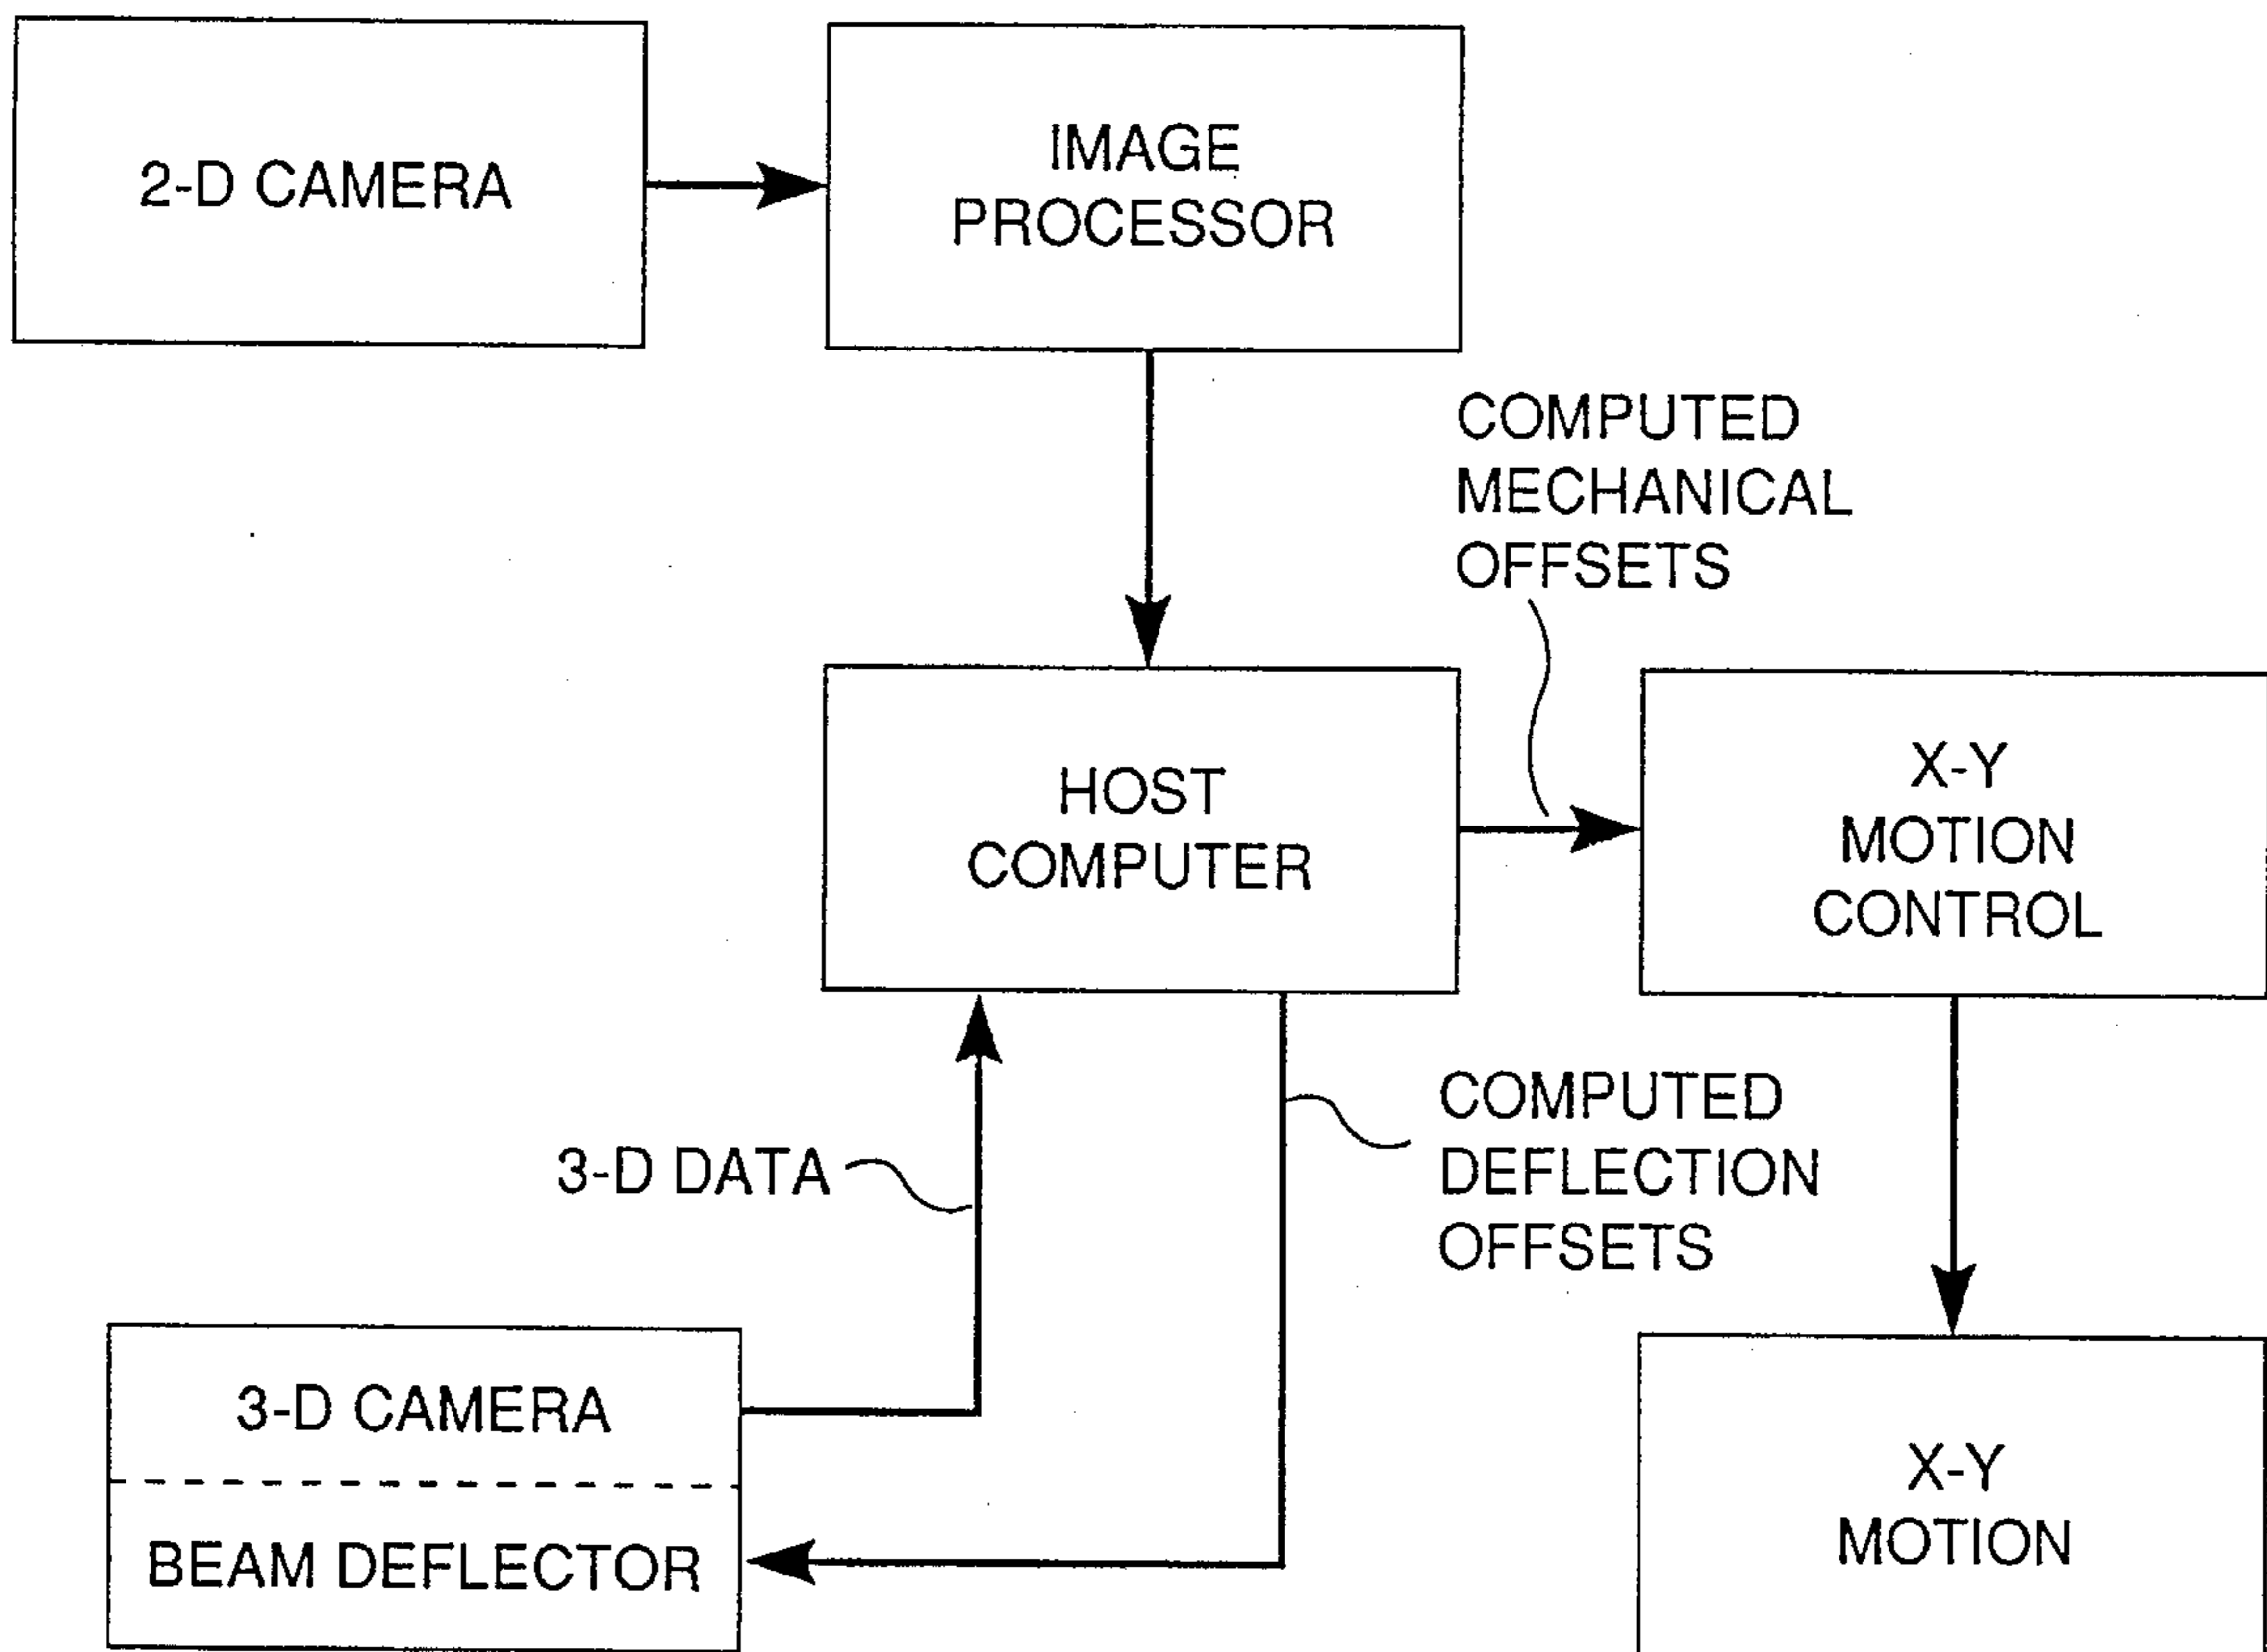 2-D CAMERA
IMAGE
PROCESSOR
COMPUTED
MECHANICAL
OFFSETS
HOST
COMPUTER
X-Y
MOTION
CONTROL
3-D DATA
COMPUTED
DEFLECTION
OFFSETS
3-D CAMERA
BEAM DEFLECTOR
X-Y
MOTION